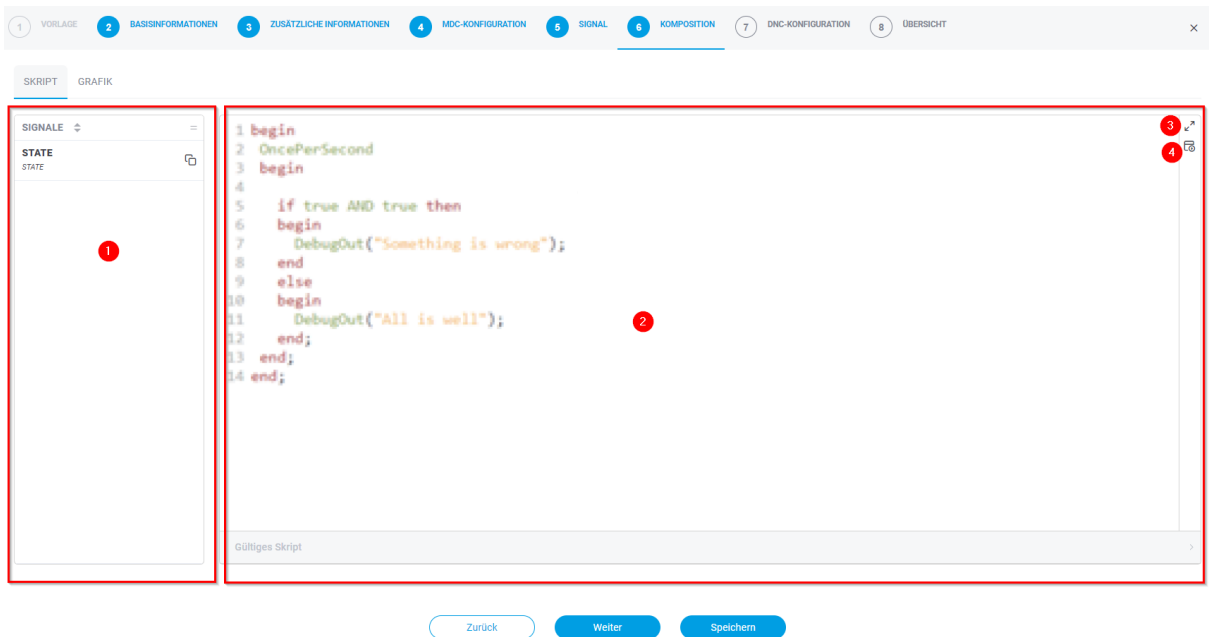 1 VORLAGE 2 BASISINFORMATIONEN 3 ZUSÄTZLICHE INFORMATIONEN 4 MDC-KONFIGURATION 5 SIGNAL 6 KOMPOSITION 7 DNC-KONFIGURATION 8 ÜBERSICHT
SKRIPT GRAFIK
SIGNALE
STATE
STATE
1
1 begin
2 OncePerSecond
3 begin
4
5 if true AND true then
6 begin
7 DebugOut("Something is wrong");
8 end
9 else
10 begin
11 DebugOut("All is well");
12 end;
13 end;
14 end;
2
3
4
Gültiges Skript
Zurück Weiter Speichern